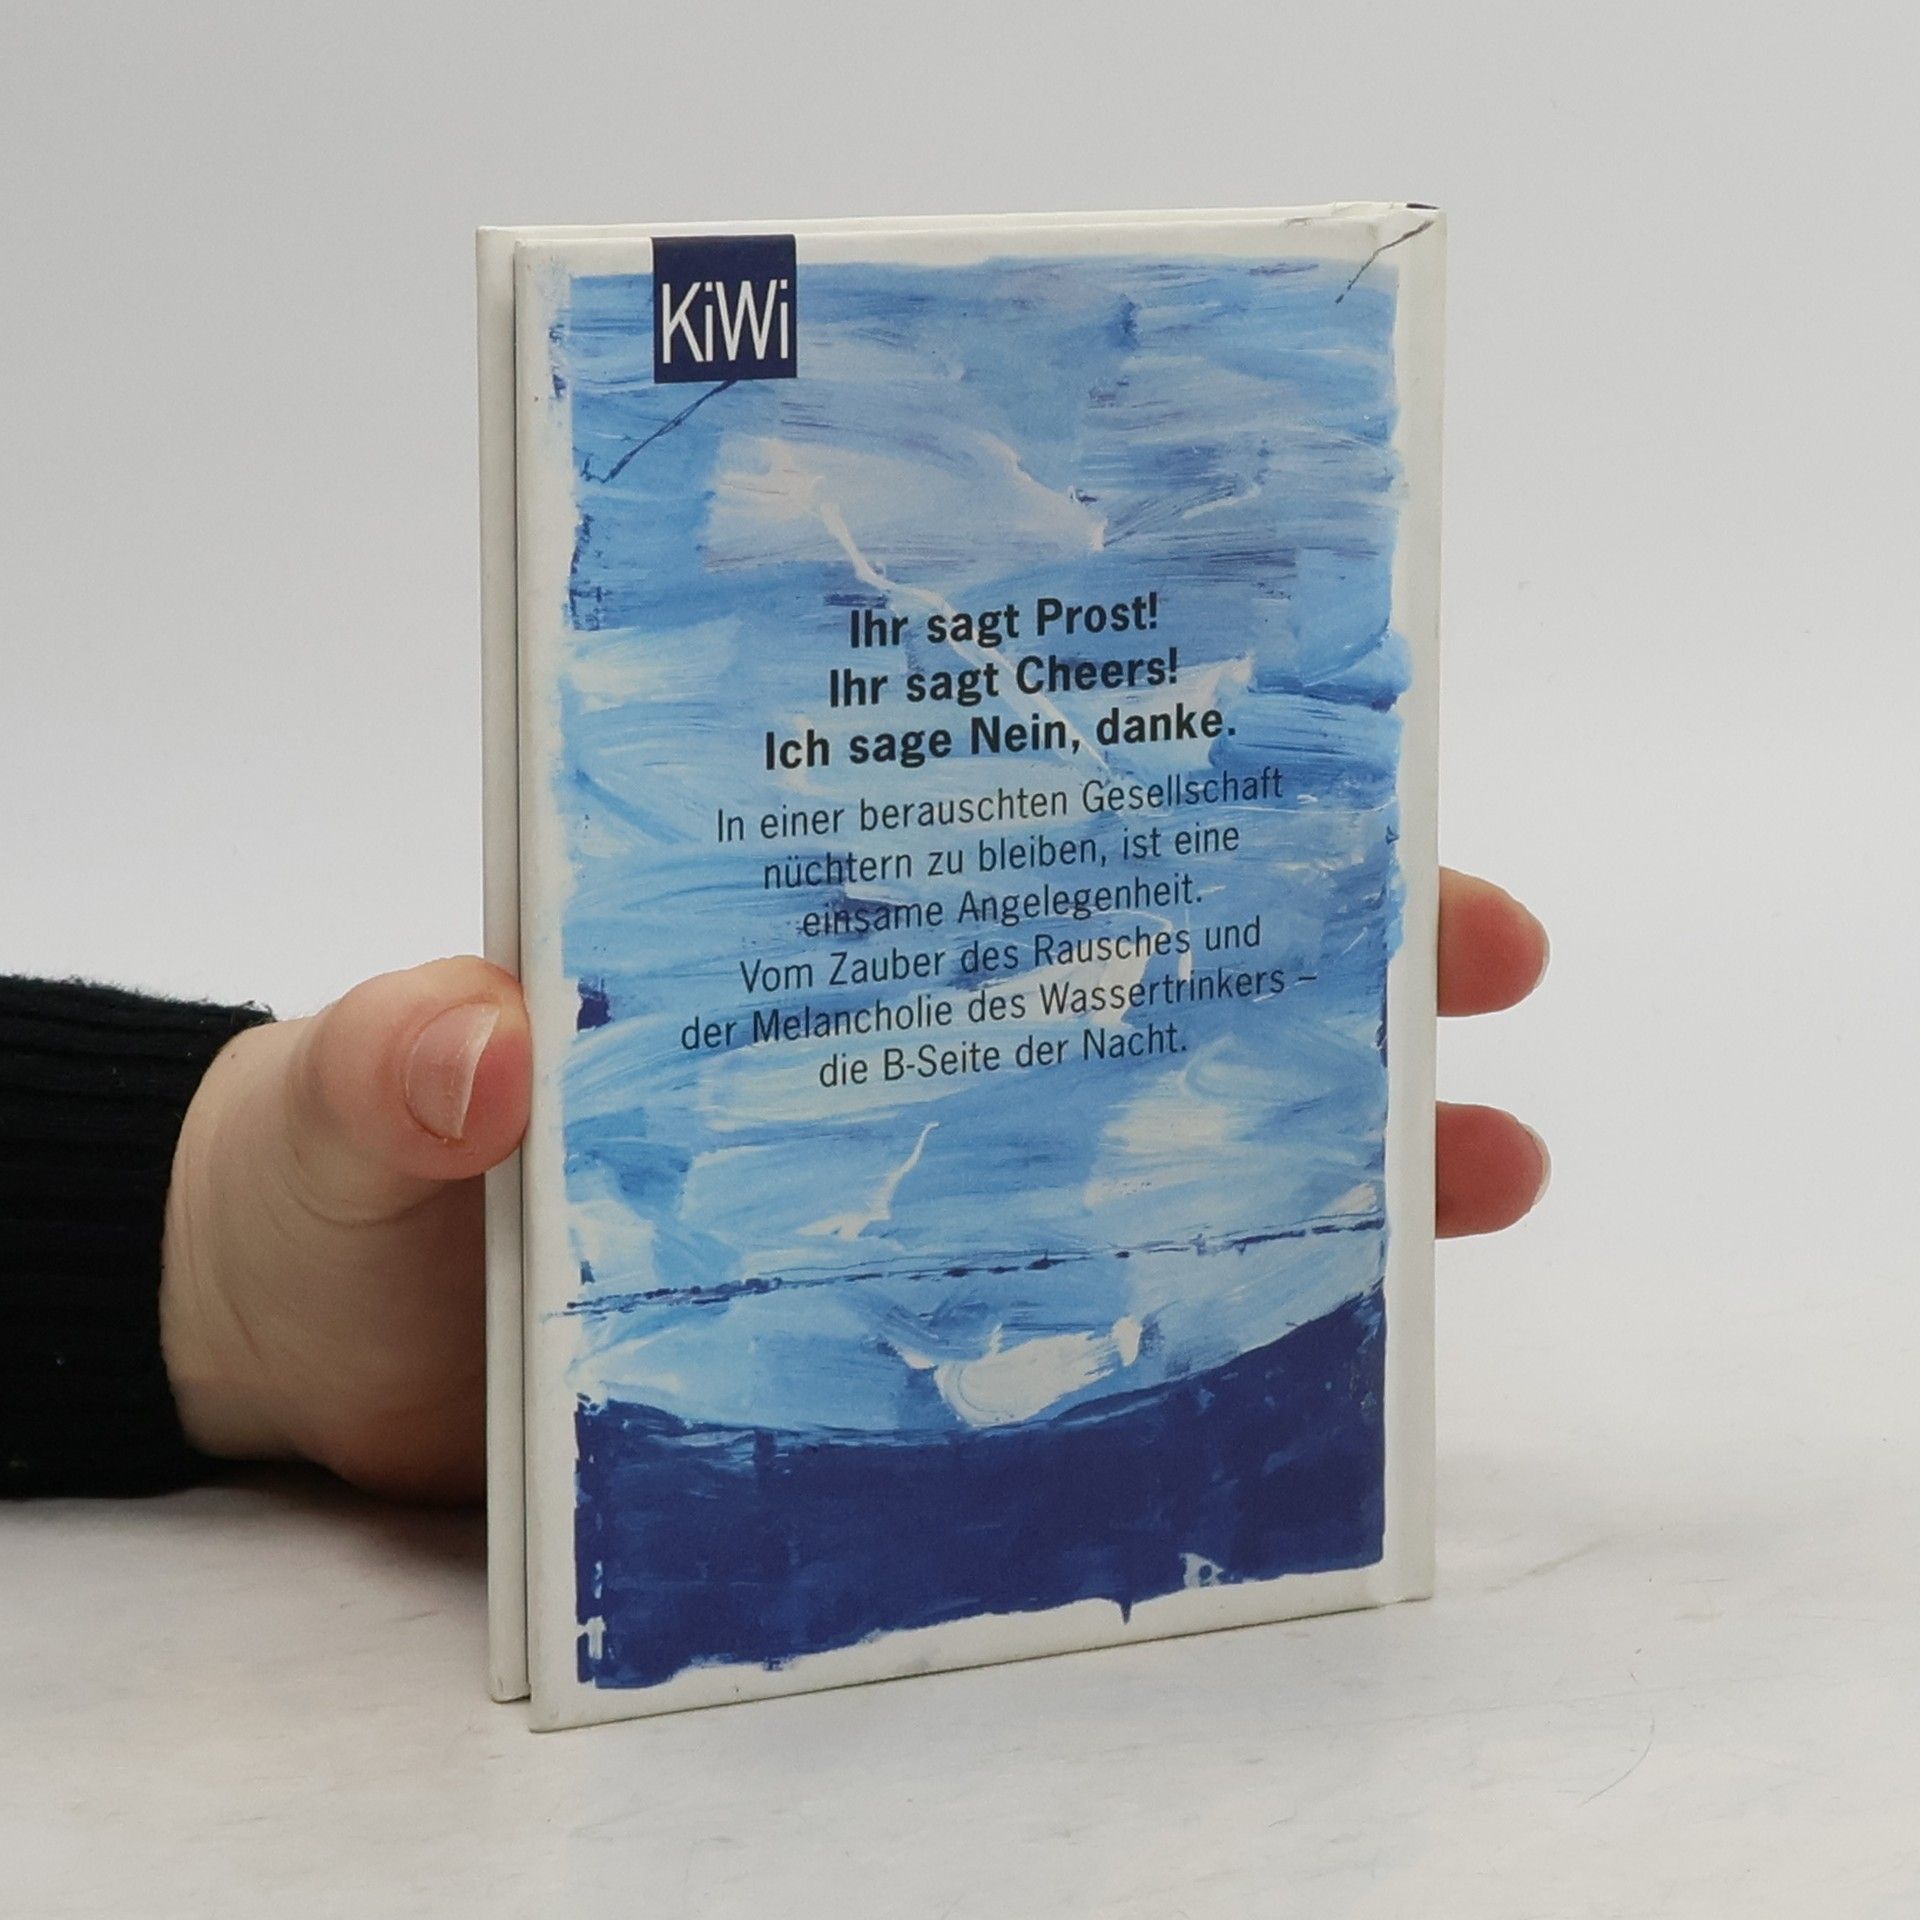 KiWi
Ihr sagt Prost!
Ihr sagt Cheers!
Ich sage Nein, danke.
In einer berauschten Gesellschaft
nüchtern zu bleiben, ist eine
einsame Angelegenheit.
Vom Zauber des Rausches und
der Melancholie des Wassertrinkers –
die B-Seite der Nacht.